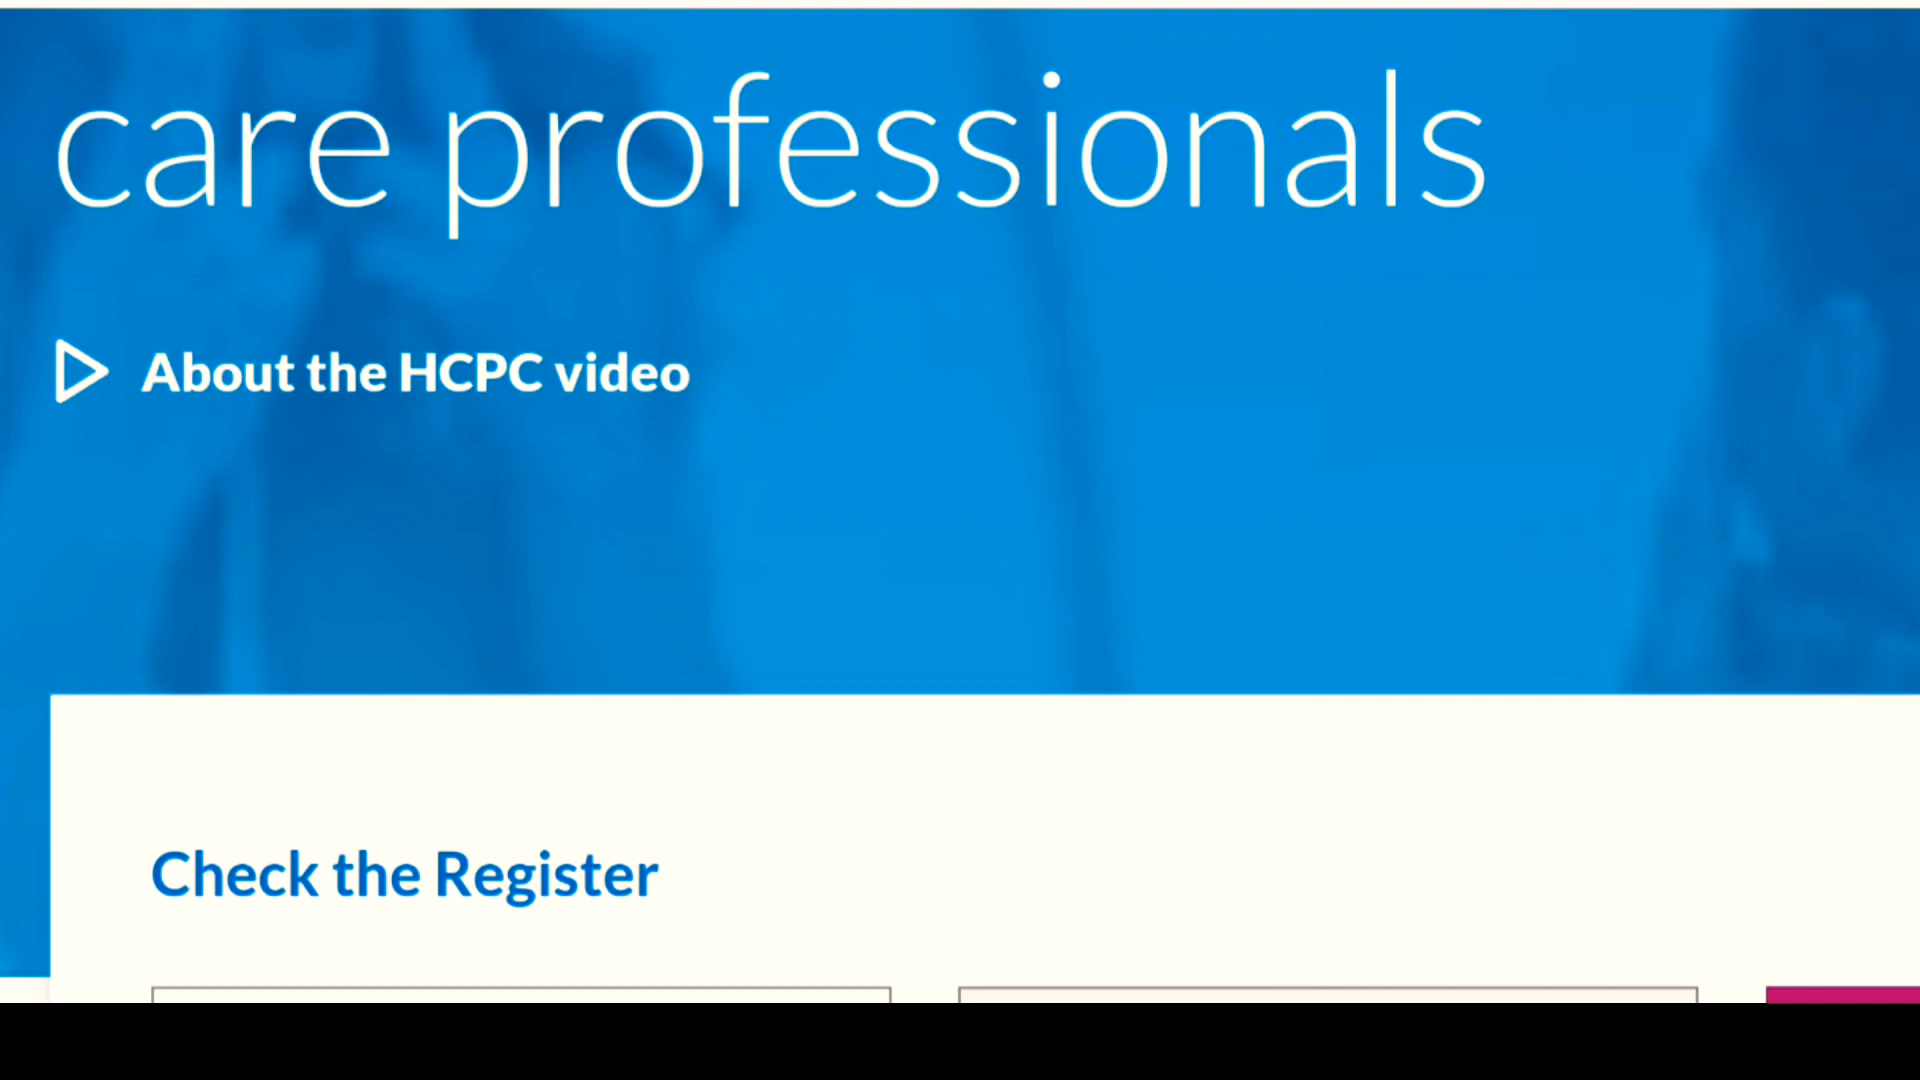 care professionals
About the HCPC video
Check the Register